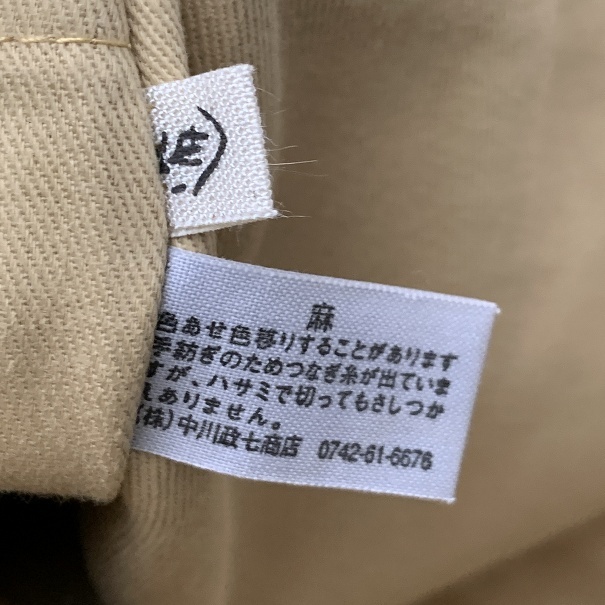 E)
麻
色あせ色移りすることがあります
手紡ぎのためつなぎ糸が出ていま
すが、ハサミで切ってもさしつか
えありません。
(株)中川政七商店 0742-61-6676